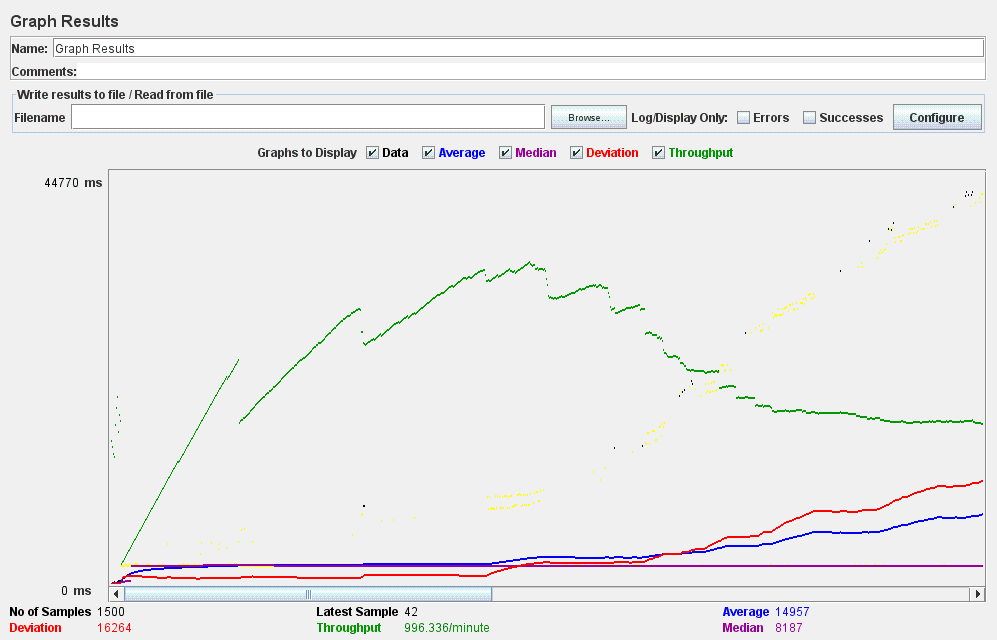 Graph Results
Name: Graph Results
Comments:
Write results to file / Read from file
Filename Browse... Log/Display Only: Errors Successes Configure
Graphs to Display Data Average Median Deviation Throughput
44770 ms
0 ms
No of Samples 1500 Latest Sample 42 Average 14957
Deviation 16264 Throughput 996.336/minute Median 8187